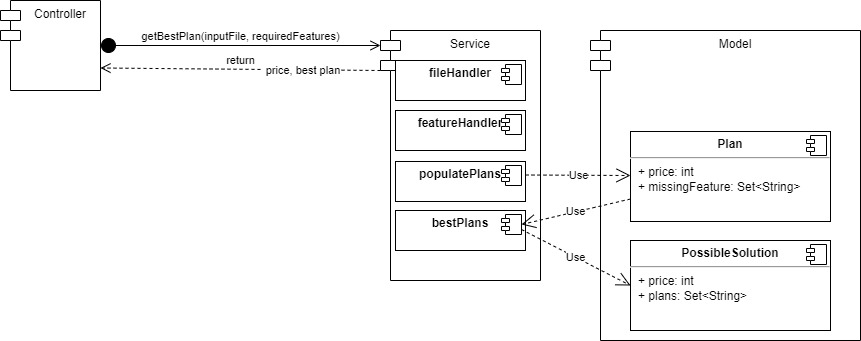 Controller
getBestPlan(inputFile, requiredFeatures)
return
price, best plan
Service
fileHandler
featureHandler
populatePlans
bestPlans
Use
Use
Use
Model
Plan
+ price: int
+ missingFeature: Set<String>
PossibleSolution
+ price: int
+ plans: Set<String>